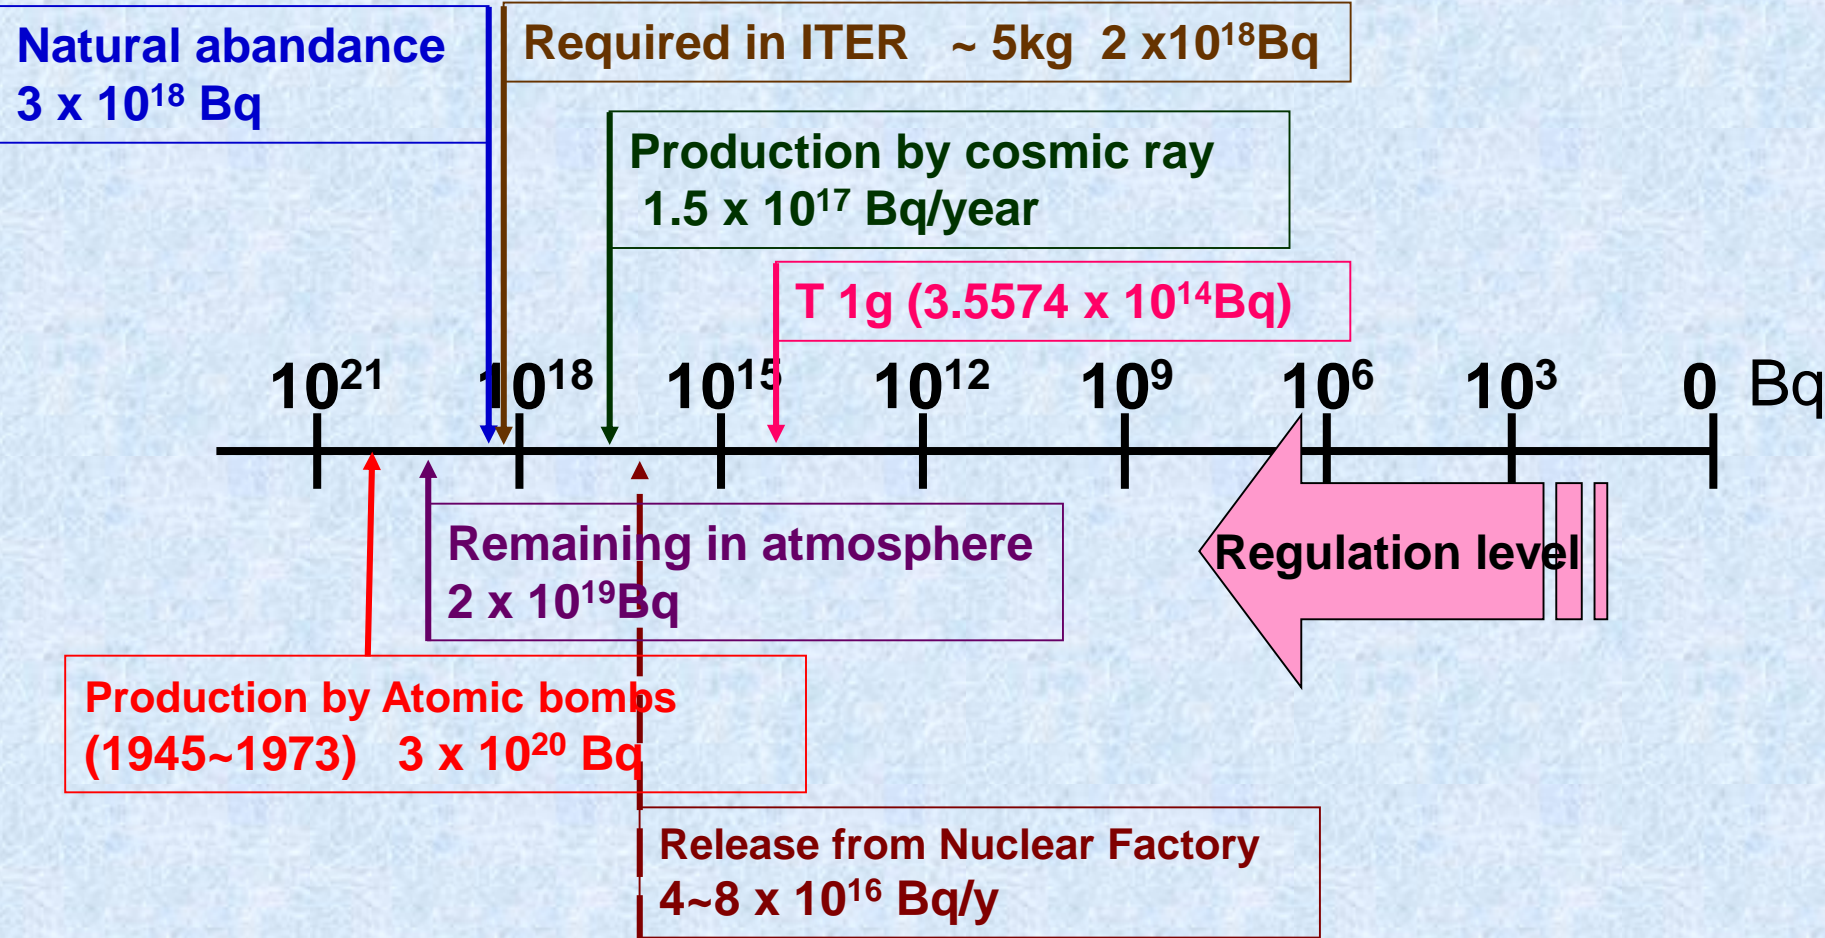 Natural abandance
3 x 10¹⁸ Bq
Required in ITER ~ 5kg 2 x10¹⁸Bq
Production by cosmic ray
1.5 x 10¹⁷ Bq/year
T 1g (3.5574 x 10¹⁴Bq)
10²¹ 10¹⁸ 10¹⁵ 10¹² 10⁹ 10⁶ 10³ 0 Bq
Remaining in atmosphere
2 x 10¹⁹Bq
Regulation level
Production by Atomic bombs
(1945~1973) 3 x 10²⁰ Bq
Release from Nuclear Factory
4~8 x 10¹⁶ Bq/y